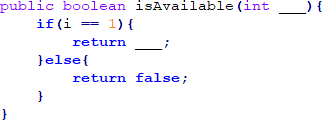 public boolean isAvailable(int ___){
    if(i == 1){
        return ___;
    }else{
        return false;
    }
}